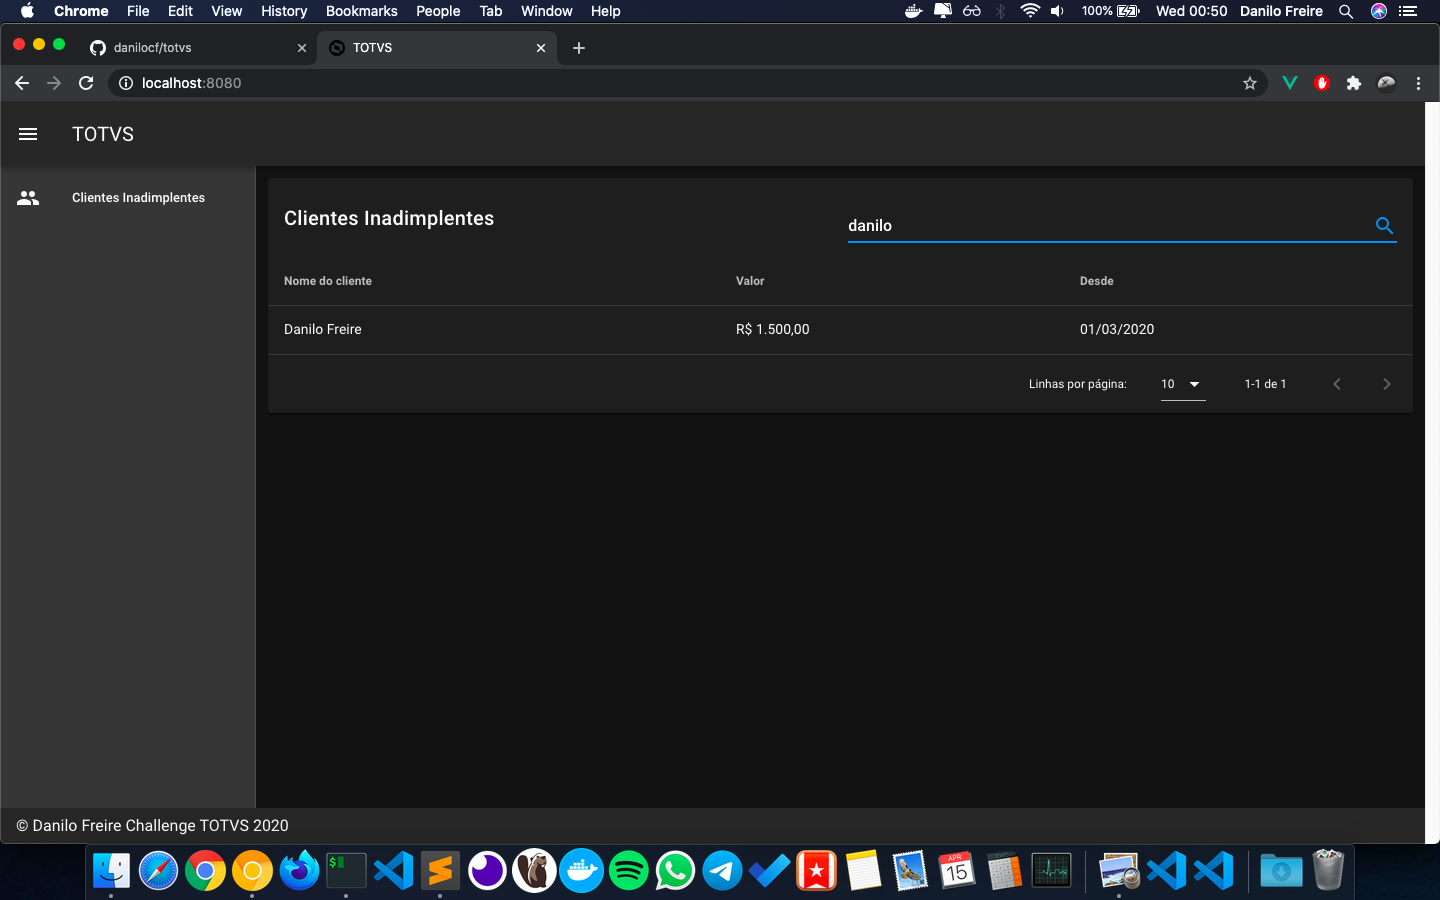 Chrome File Edit View History Bookmarks People Tab Window Help 100% Wed 00:50 Danilo Freire
danilocf/totvs TOTVS
localhost:8080
TOTVS
Clientes Inadimplentes
Clientes Inadimplentes
danilo
Nome do cliente Valor Desde
Danilo Freire R$ 1.500,00 01/03/2020
Linhas por página: 10 1-1 de 1
© Danilo Freire Challenge TOTVS 2020
$
APR
15